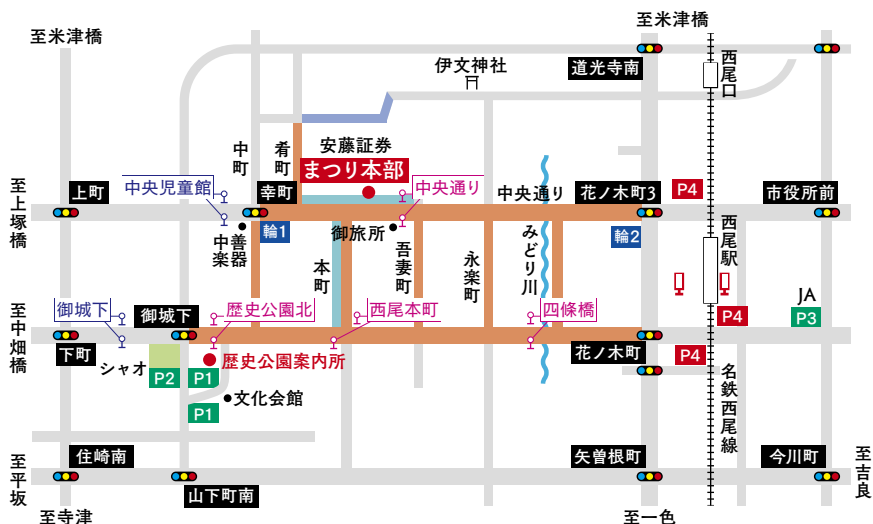 至米津橋
至米津橋
伊文神社
道光寺南
西尾口
中町
肴町
安藤証券
まつり本部
上町
中央児童館
幸町
中央通り
中央通り
花ノ木町3
P4
市役所前
至上塚橋
中楽
善器
輪1
御旅所
本町
吾妻町
永楽町
みどり川
輪2
西尾駅
至中畑橋
御城下
御城下
歴史公園北
西尾本町
四條橋
P4
JA
P3
下町
シャオ
P2
P1
歴史公園案内所
花ノ木町
P4
P1
文化会館
名鉄西尾線
至平坂
住崎南
山下町南
矢曽根町
今川町
至吉良
至寺津
至一色